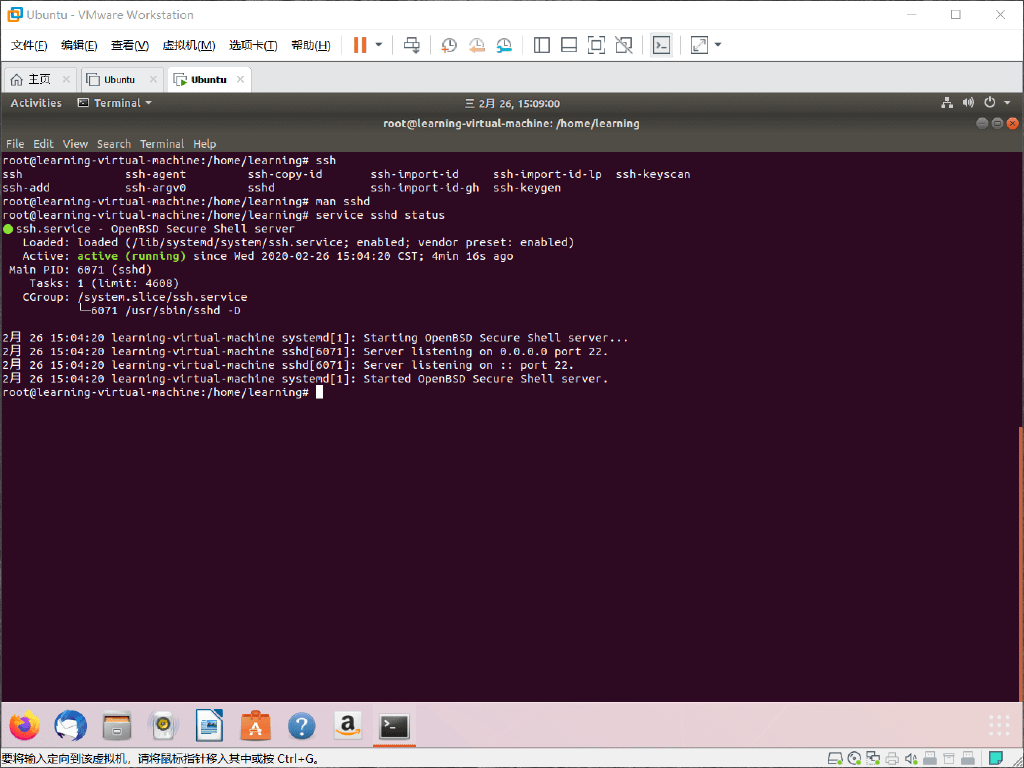 Ubuntu - VMware Workstation
文件(F) 编辑(E) 查看(V) 虚拟机(M) 选项卡(T) 帮助(H)
主页 Ubuntu Ubuntu
Activities Terminal 三 2月 26, 15:09:00
root@learning-virtual-machine: /home/learning
File Edit View Search Terminal Help
root@learning-virtual-machine:/home/learning# ssh
ssh ssh-agent ssh-copy-id ssh-import-id ssh-import-id-lp ssh-keyscan
ssh-add ssh-argv0 sshd ssh-import-id-gh ssh-keygen
root@learning-virtual-machine:/home/learning# man sshd
root@learning-virtual-machine:/home/learning# service sshd status
ssh.service - OpenBSD Secure Shell server
Loaded: loaded (/lib/systemd/system/ssh.service; enabled; vendor preset: enabled)
Active: active (running) since Wed 2020-02-26 15:04:20 CST; 4min 16s ago
Main PID: 6071 (sshd)
Tasks: 1 (limit: 4608)
CGroup: /system.slice/ssh.service
└─6071 /usr/sbin/sshd -D
2月 26 15:04:20 learning-virtual-machine systemd[1]: Starting OpenBSD Secure Shell server...
2月 26 15:04:20 learning-virtual-machine sshd[6071]: Server listening on 0.0.0.0 port 22.
2月 26 15:04:20 learning-virtual-machine sshd[6071]: Server listening on :: port 22.
2月 26 15:04:20 learning-virtual-machine systemd[1]: Started OpenBSD Secure Shell server.
root@learning-virtual-machine:/home/learning#
要将输入定向到该虚拟机，请将鼠标指针移入其中或按 Ctrl+G。